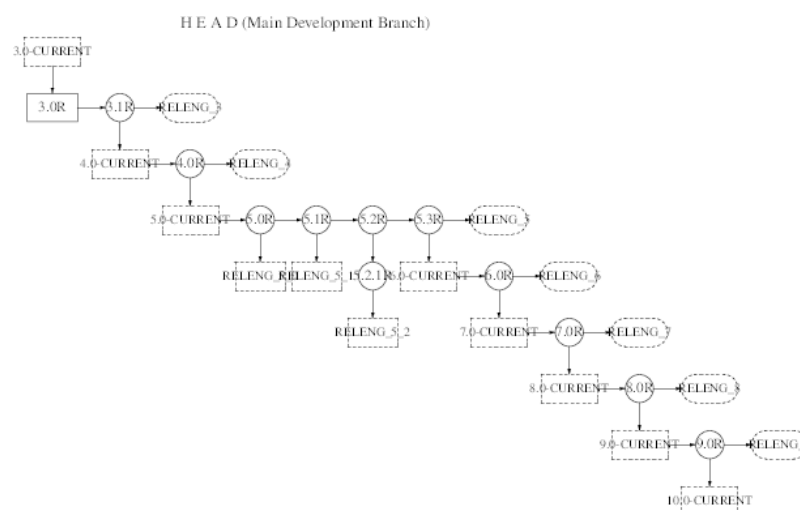 H E A D (Main Development Branch)
3.0-CURRENT
3.0R 3.1R RELENG_3
4.0-CURRENT 4.0R RELENG_4
5.0-CURRENT 5.0R 5.1R 5.2R 5.3R RELENG_5
RELENG_5_1 5.2.1R 6.0-CURRENT 6.0R RELENG_6
RELENG_5_2 7.0-CURRENT 7.0R RELENG_7
8.0-CURRENT 8.0R RELENG_8
9.0-CURRENT 9.0R RELENG_
10.0-CURRENT